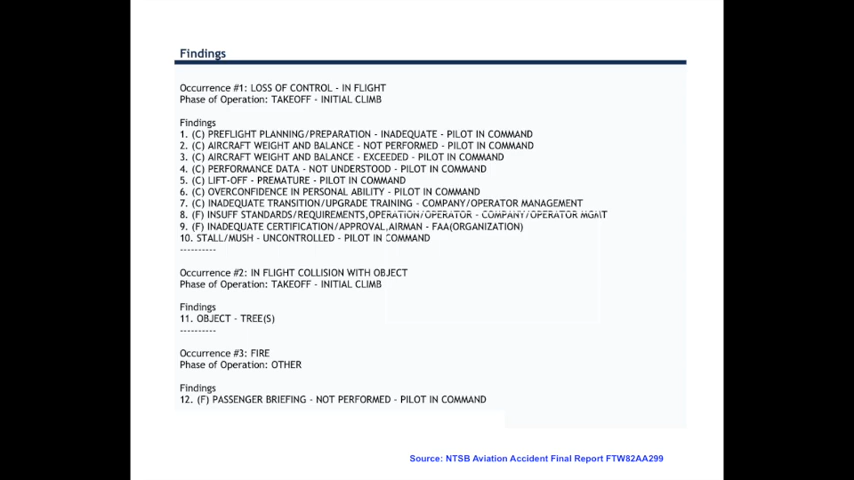 Findings
Occurrence #1: LOSS OF CONTROL - IN FLIGHT
Phase of Operation: TAKEOFF - INITIAL CLIMB
Findings
1. (C) PREFLIGHT PLANNING/PREPARATION - INADEQUATE - PILOT IN COMMAND
2. (C) AIRCRAFT WEIGHT AND BALANCE - NOT PERFORMED - PILOT IN COMMAND
3. (C) AIRCRAFT WEIGHT AND BALANCE - EXCEEDED - PILOT IN COMMAND
4. (C) PERFORMANCE DATA - NOT UNDERSTOOD - PILOT IN COMMAND
5. (C) LIFT-OFF - PREMATURE - PILOT IN COMMAND
6. (C) OVERCONFIDENCE IN PERSONAL ABILITY - PILOT IN COMMAND
7. (C) INADEQUATE TRANSITION/UPGRADE TRAINING - COMPANY/OPERATOR MANAGEMENT
8. (F) INSUFF STANDARDS/REQUIREMENTS,OPERATION/OPERATOR - COMPANY/OPERATOR MGMT
9. (F) INADEQUATE CERTIFICATION/APPROVAL,AIRMAN - FAA(ORGANIZATION)
10. STALL/MUSH - UNCONTROLLED - PILOT IN COMMAND
----------
Occurrence #2: IN FLIGHT COLLISION WITH OBJECT
Phase of Operation: TAKEOFF - INITIAL CLIMB
Findings
11. OBJECT - TREE(S)
----------
Occurrence #3: FIRE
Phase of Operation: OTHER
Findings
12. (F) PASSENGER BRIEFING - NOT PERFORMED - PILOT IN COMMAND
Source: NTSB Aviation Accident Final Report FTW82AA299